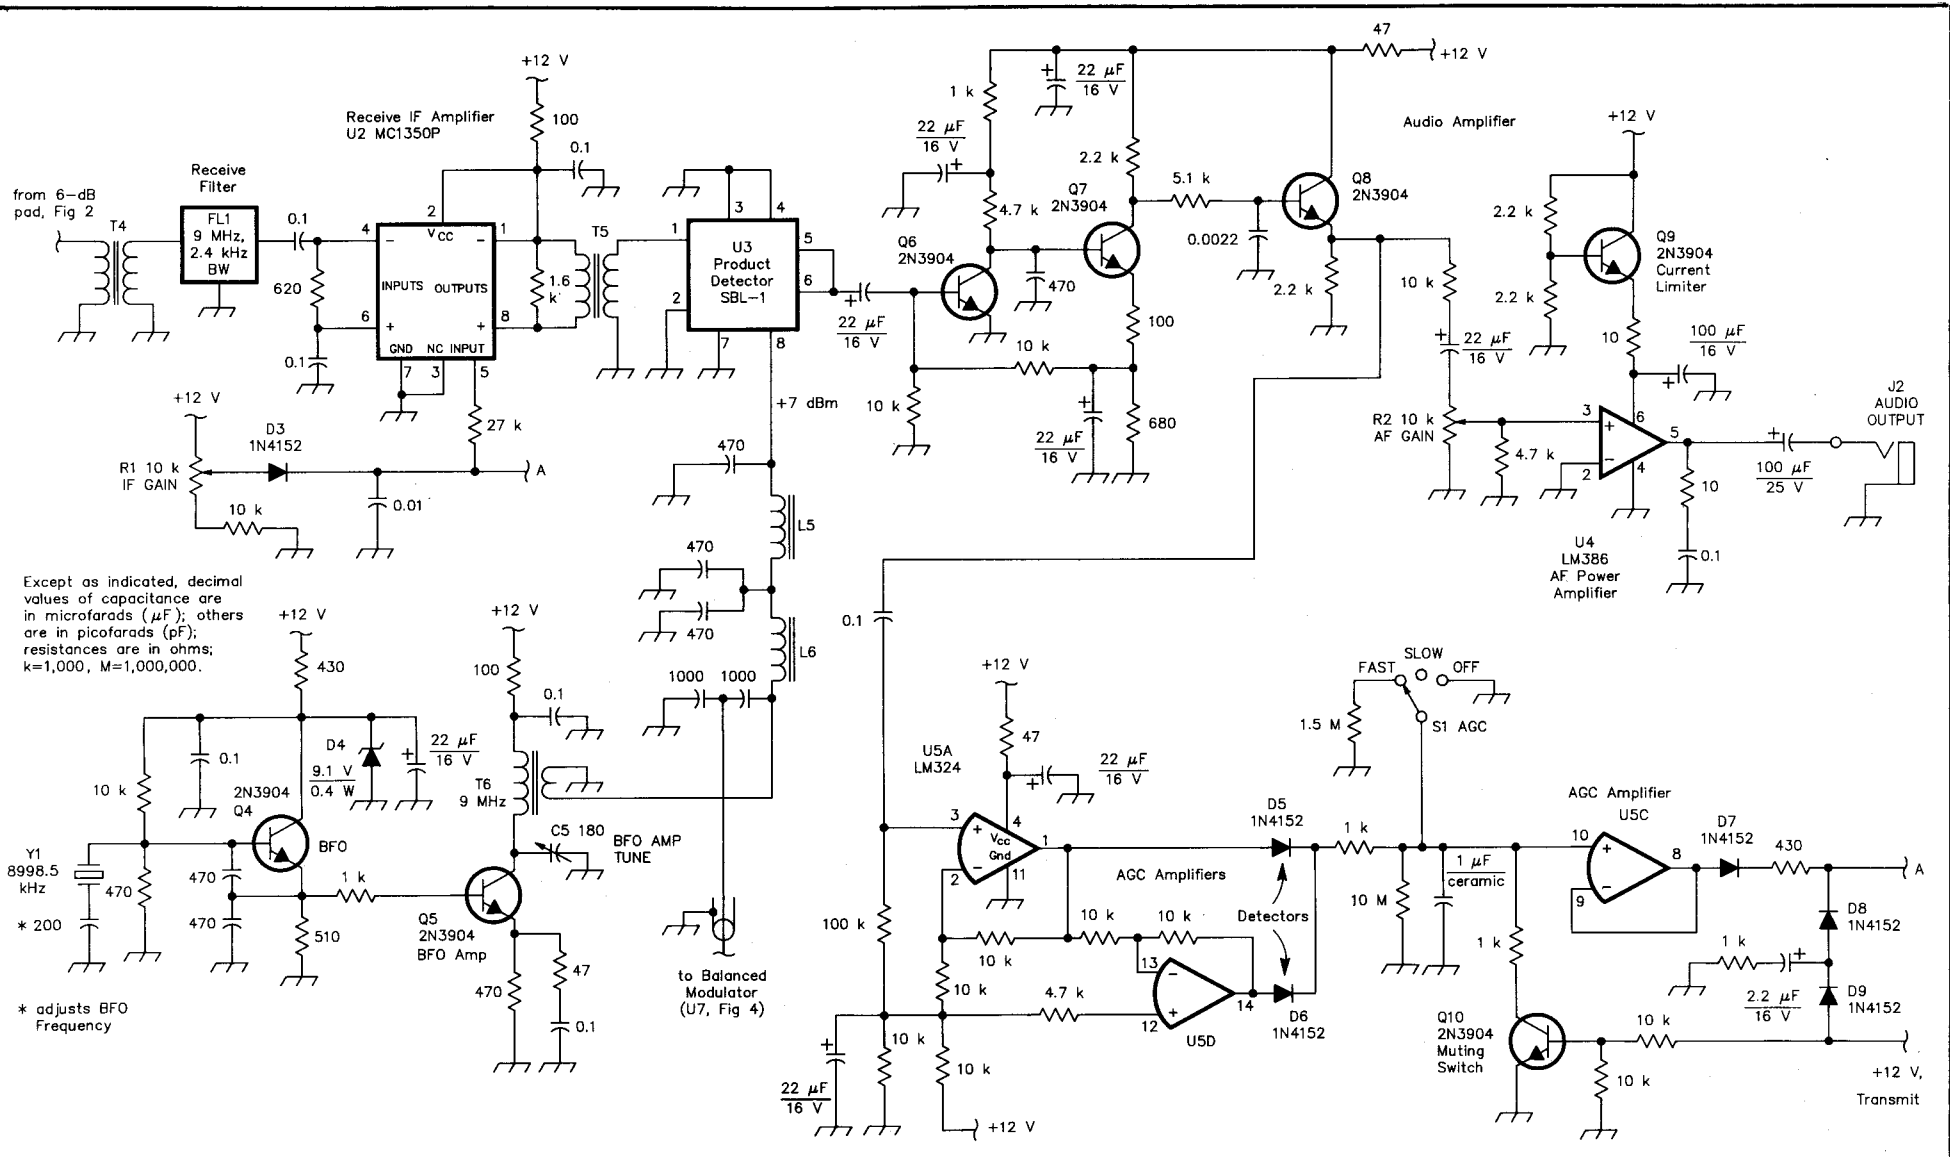 from 6-dB
pad, Fig 2
T4
Receive
Filter
FL1
9 MHz,
2.4 kHz
BW
0.1
620
0.1
Receive IF Amplifier
U2 MC1350P
+12 V
100
0.1
2
VCC
4
1
INPUTS
OUTPUTS
6
8
GND
NC
INPUT
7
3
5
1.6
k
T5
27 k
+12 V
D3
1N4152
R1 10 k
IF GAIN
10 k
0.01
A
1
3
4
U3
Product
Detector
SBL-1
5
6
2
7
8
+7 dBm
22 µF
16 V
470
L5
470
470
L6
1000
1000
to Balanced
Modulator
(U7, Fig 4)
47
+12 V
22 µF
16 V
1 k
22 µF
16 V
4.7 k
Q6
2N3904
470
2.2 k
Q7
2N3904
100
10 k
10 k
22 µF
16 V
680
5.1 k
0.0022
Q8
2N3904
2.2 k
Audio Amplifier
10 k
22 µF
16 V
R2 10 k
AF GAIN
4.7 k
+12 V
2.2 k
2.2 k
Q9
2N3904
Current
Limiter
10
100 µF
16 V
3
6
5
2
4
U4
LM386
AF Power
Amplifier
10
0.1
100 µF
25 V
J2
AUDIO
OUTPUT
Except as indicated, decimal
values of capacitance are
in microfarads (µF); others
are in picofarads (pF);
resistances are in ohms;
k=1,000, M=1,000,000.
+12 V
430
0.1
D4
9.1 V
0.4 W
22 µF
16 V
10 k
2N3904
Q4
BFO
Y1
8998.5
kHz
* 200
470
470
470
510
1 k
* adjusts BFO
Frequency
+12 V
100
0.1
T6
9 MHz
C5 180
BFO AMP
TUNE
Q5
2N3904
BFO Amp
470
47
0.1
0.1
+12 V
47
22 µF
16 V
U5A
LM324
3
4
VCC
Gnd
1
2
11
100 k
10 k
10 k
10 k
10 k
AGC Amplifiers
13
12
14
U5D
4.7 k
10 k
10 k
22 µF
16 V
+12 V
D5
1N4152
Detectors
D6
1N4152
1 k
FAST
SLOW
OFF
1.5 M
S1 AGC
10 M
1 µF
ceramic
AGC Amplifier
U5C
10
8
9
D7
1N4152
430
A
D8
1N4152
1 k
2.2 µF
16 V
D9
1N4152
1 k
Q10
2N3904
Muting
Switch
10 k
10 k
+12 V,
Transmit